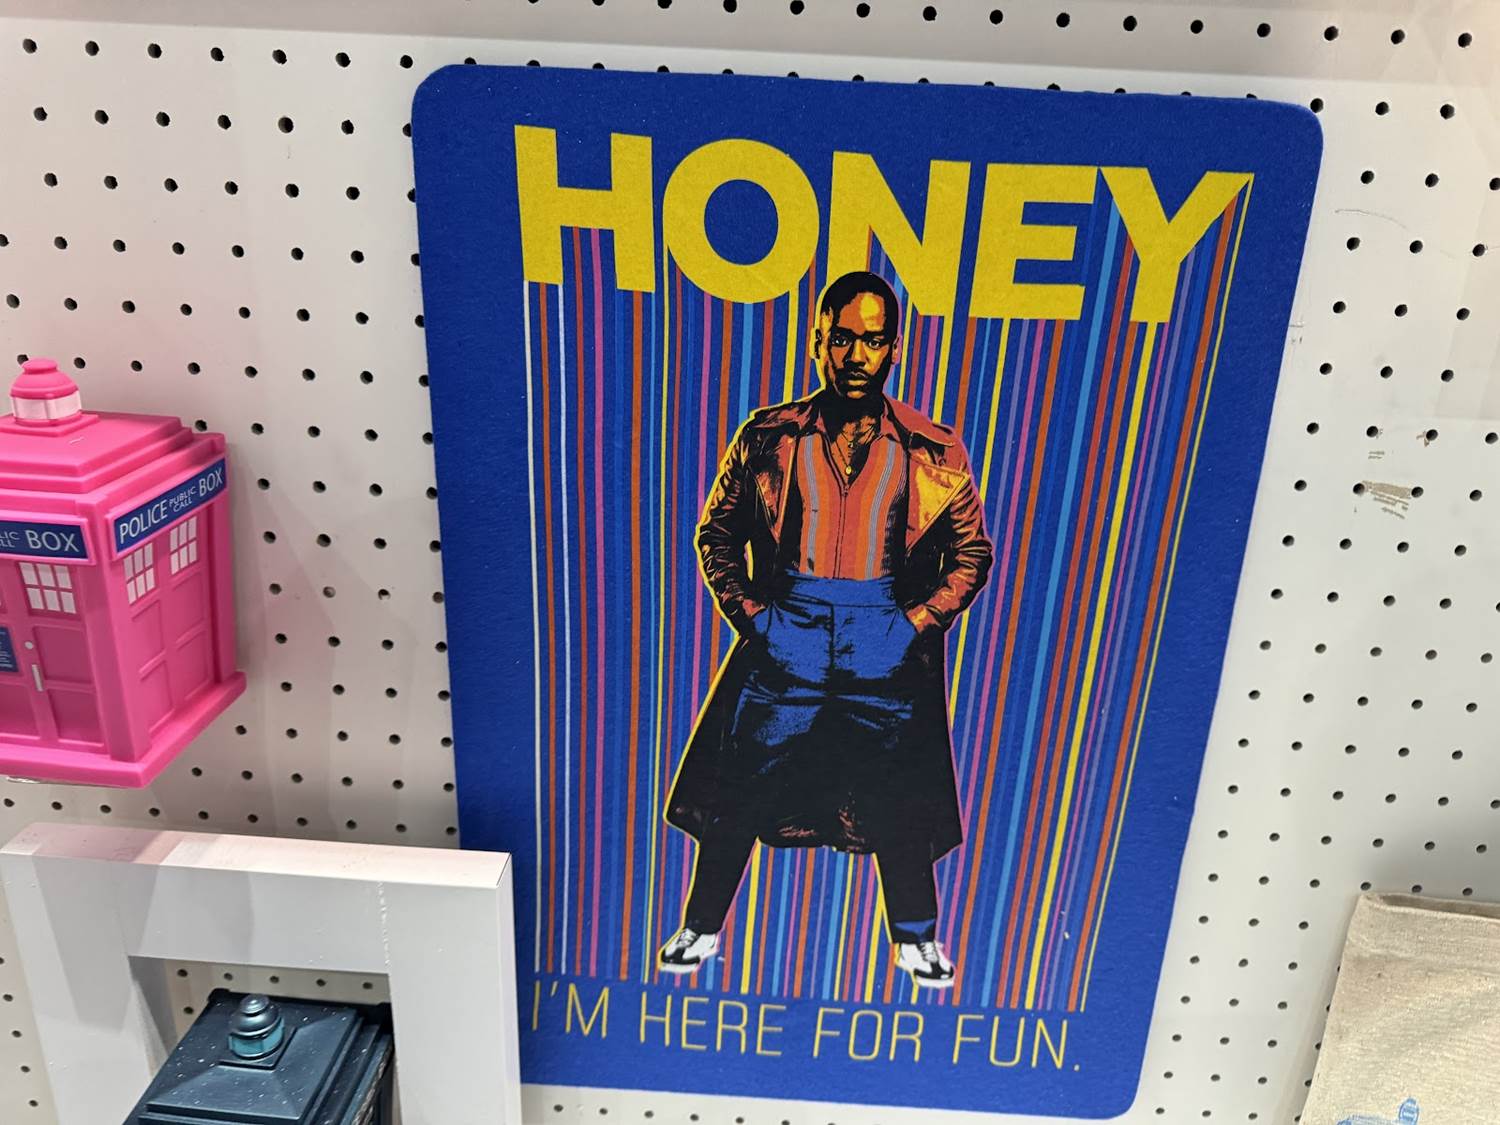 HONEY
I'M HERE FOR FUN.
POLICE PUBLIC CALL BOX
BOX